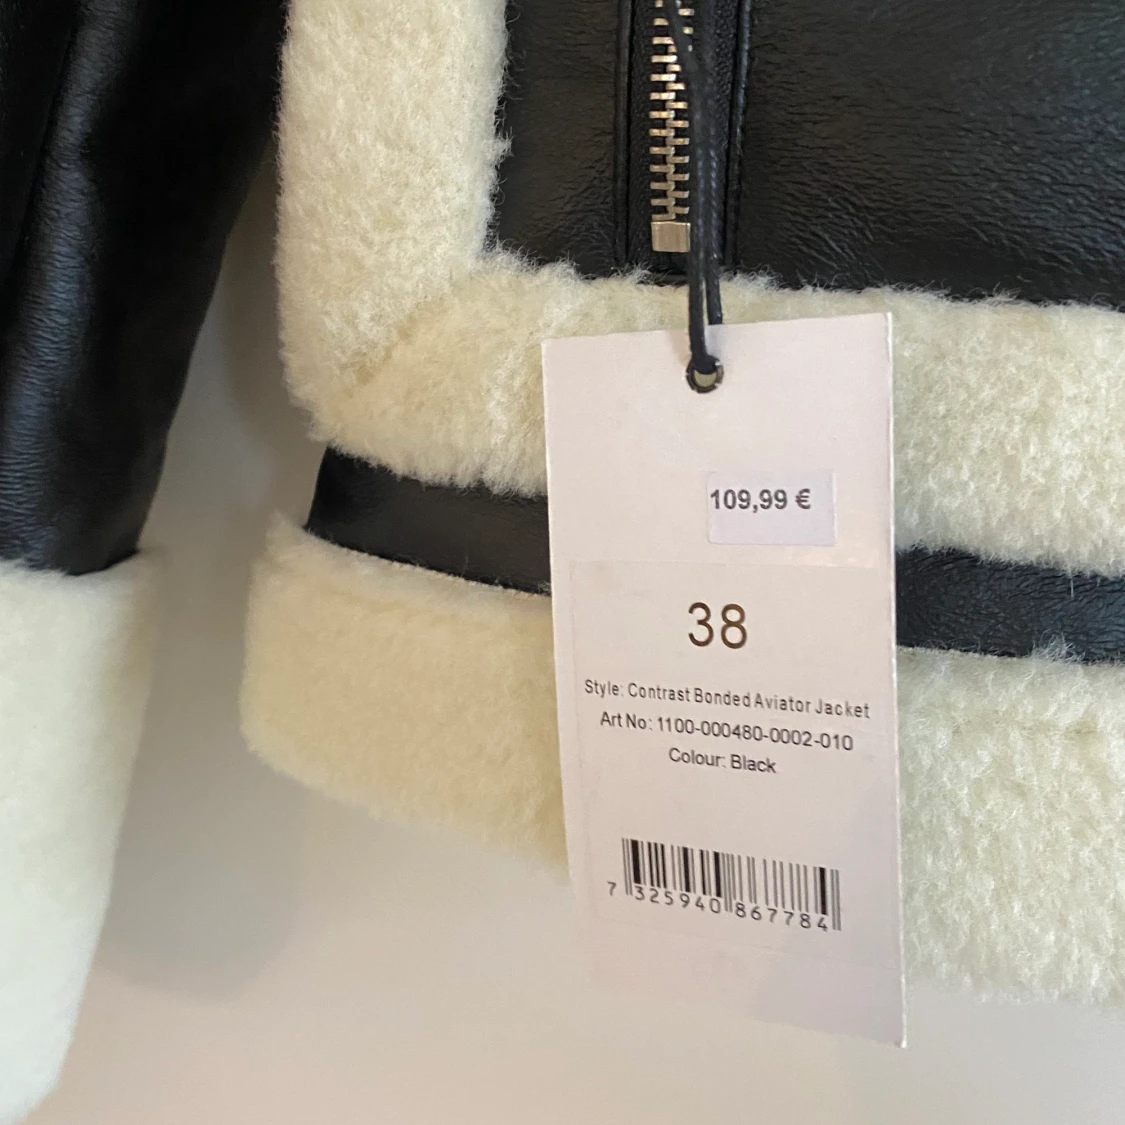 109,99 €
38
Style: Contrast Bonded Aviator Jacket
Art No: 1100-000480-0002-010
Colour: Black
7 325940 867784